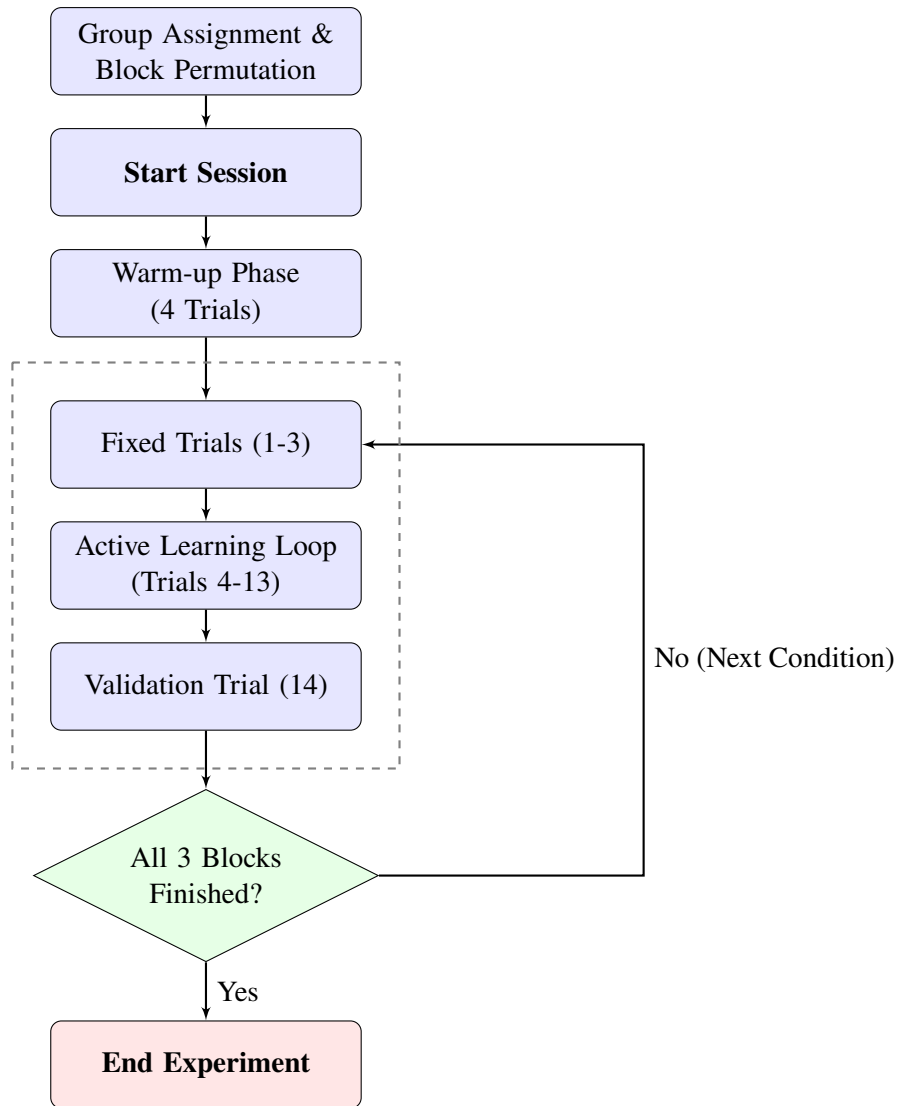 Group Assignment &
Block Permutation
Start Session
Warm-up Phase
(4 Trials)
Fixed Trials (1-3)
Active Learning Loop
(Trials 4-13)
Validation Trial (14)
No (Next Condition)
All 3 Blocks
Finished?
Yes
End Experiment